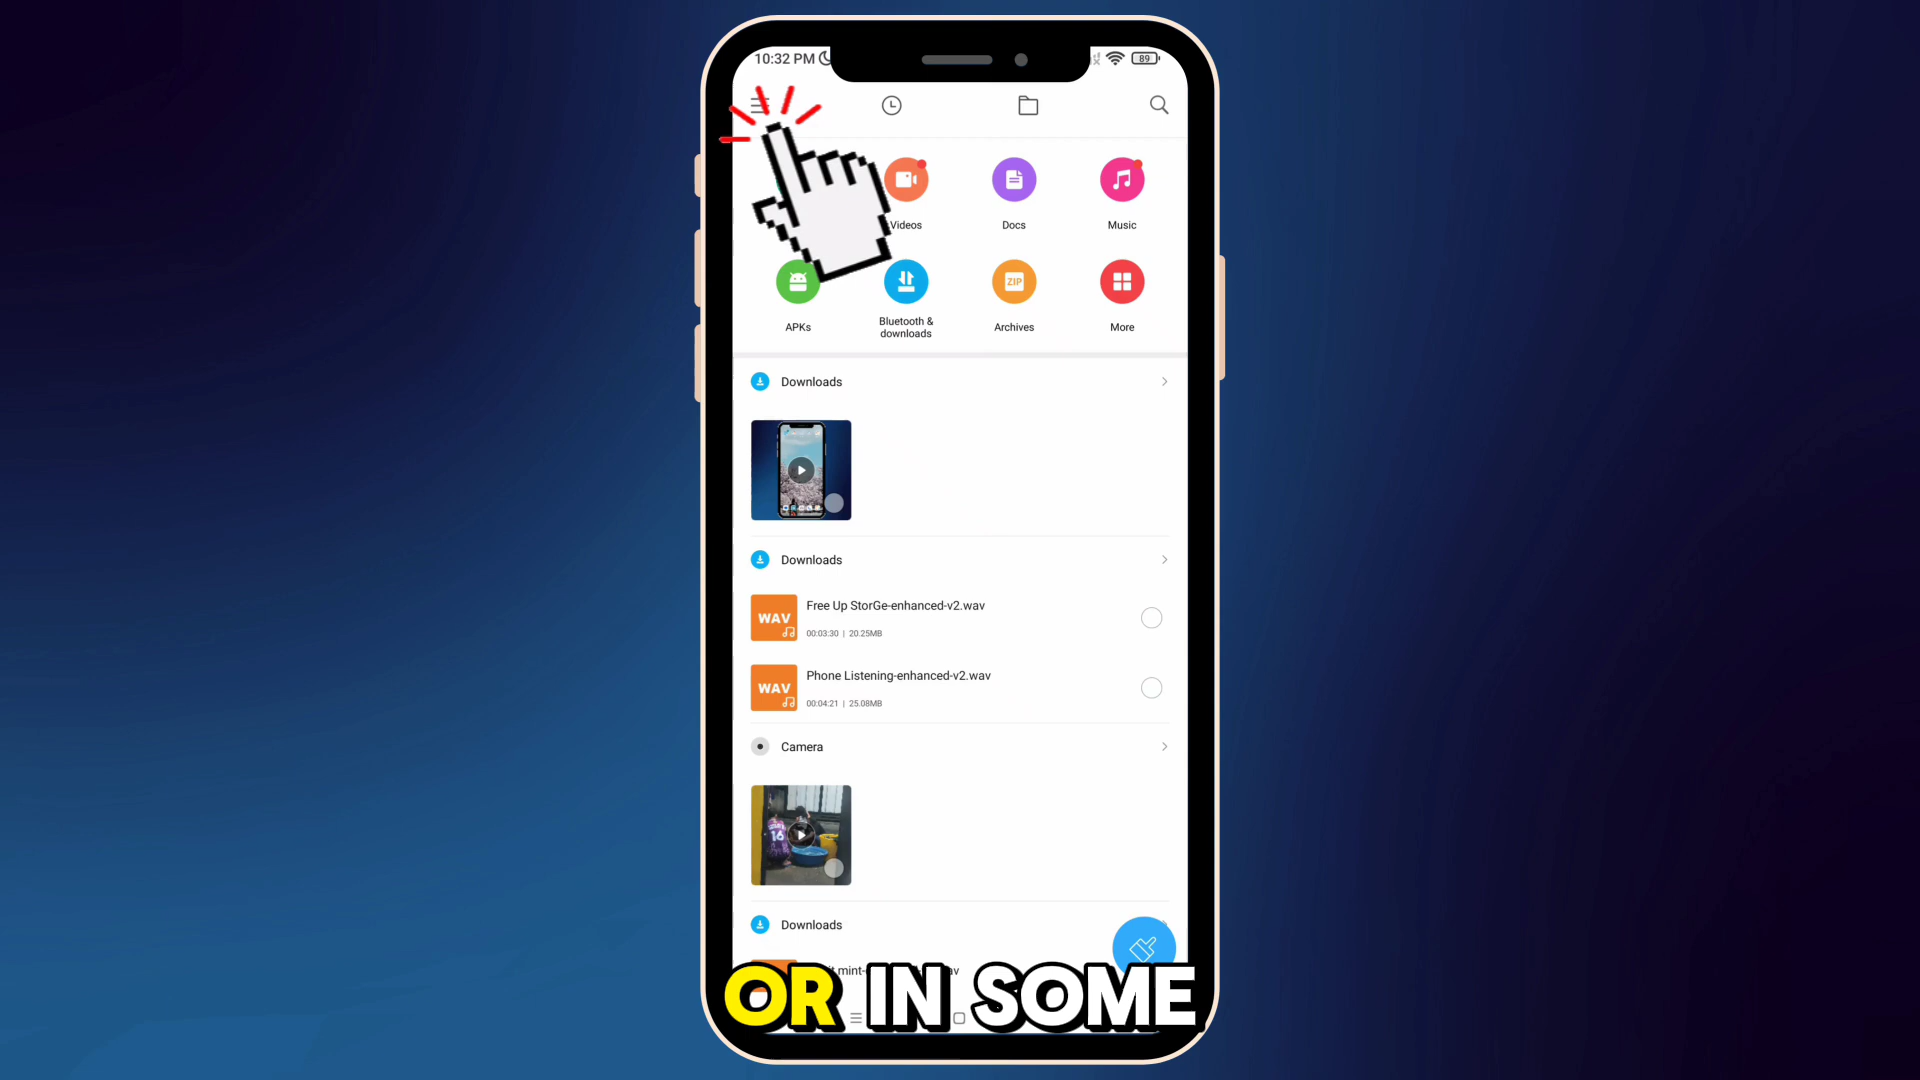 10:32 PM
89
Videos
Docs
Music
ZIP
APKs
Bluetooth &
downloads
Archives
More
Downloads
Downloads
WAV
Free Up StorGe-enhanced-v2.wav
00:03:30 | 20.25MB
WAV
Phone Listening-enhanced-v2.wav
00:04:21 | 25.08MB
Camera
16
Downloads
OR IN SOME